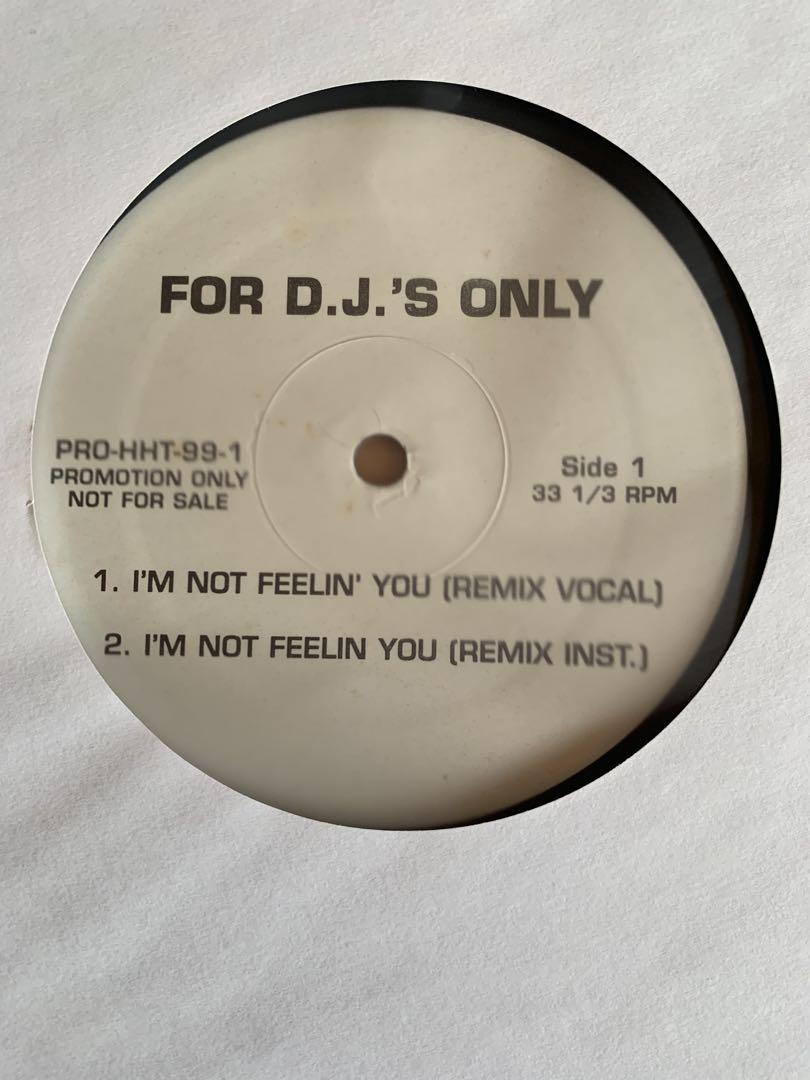 FOR D.J.'S ONLY
PRO-HHT-99-1
PROMOTION ONLY
NOT FOR SALE
Side 1
33 1/3 RPM
1. I'M NOT FEELIN' YOU (REMIX VOCAL)
2. I'M NOT FEELIN YOU (REMIX INST.)